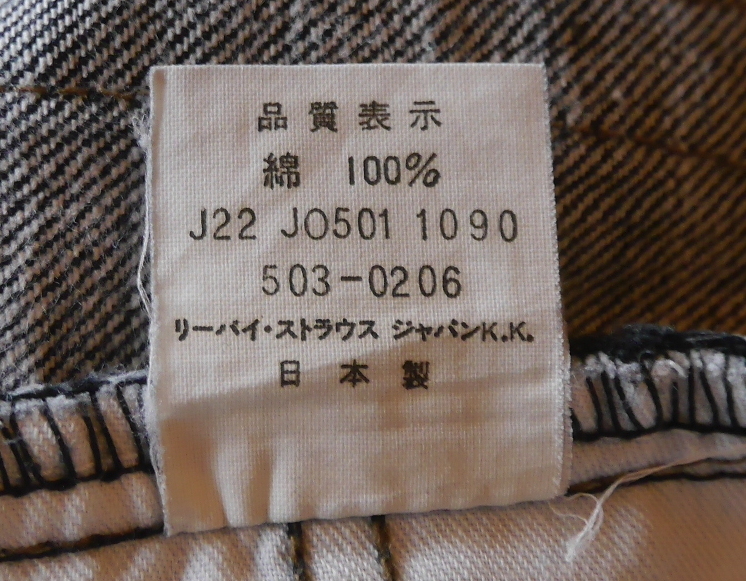 品質表示
綿 100%
J22 JO501 1090
503-0206
リーバイ・ストラウス ジャパンK.K.
日本製